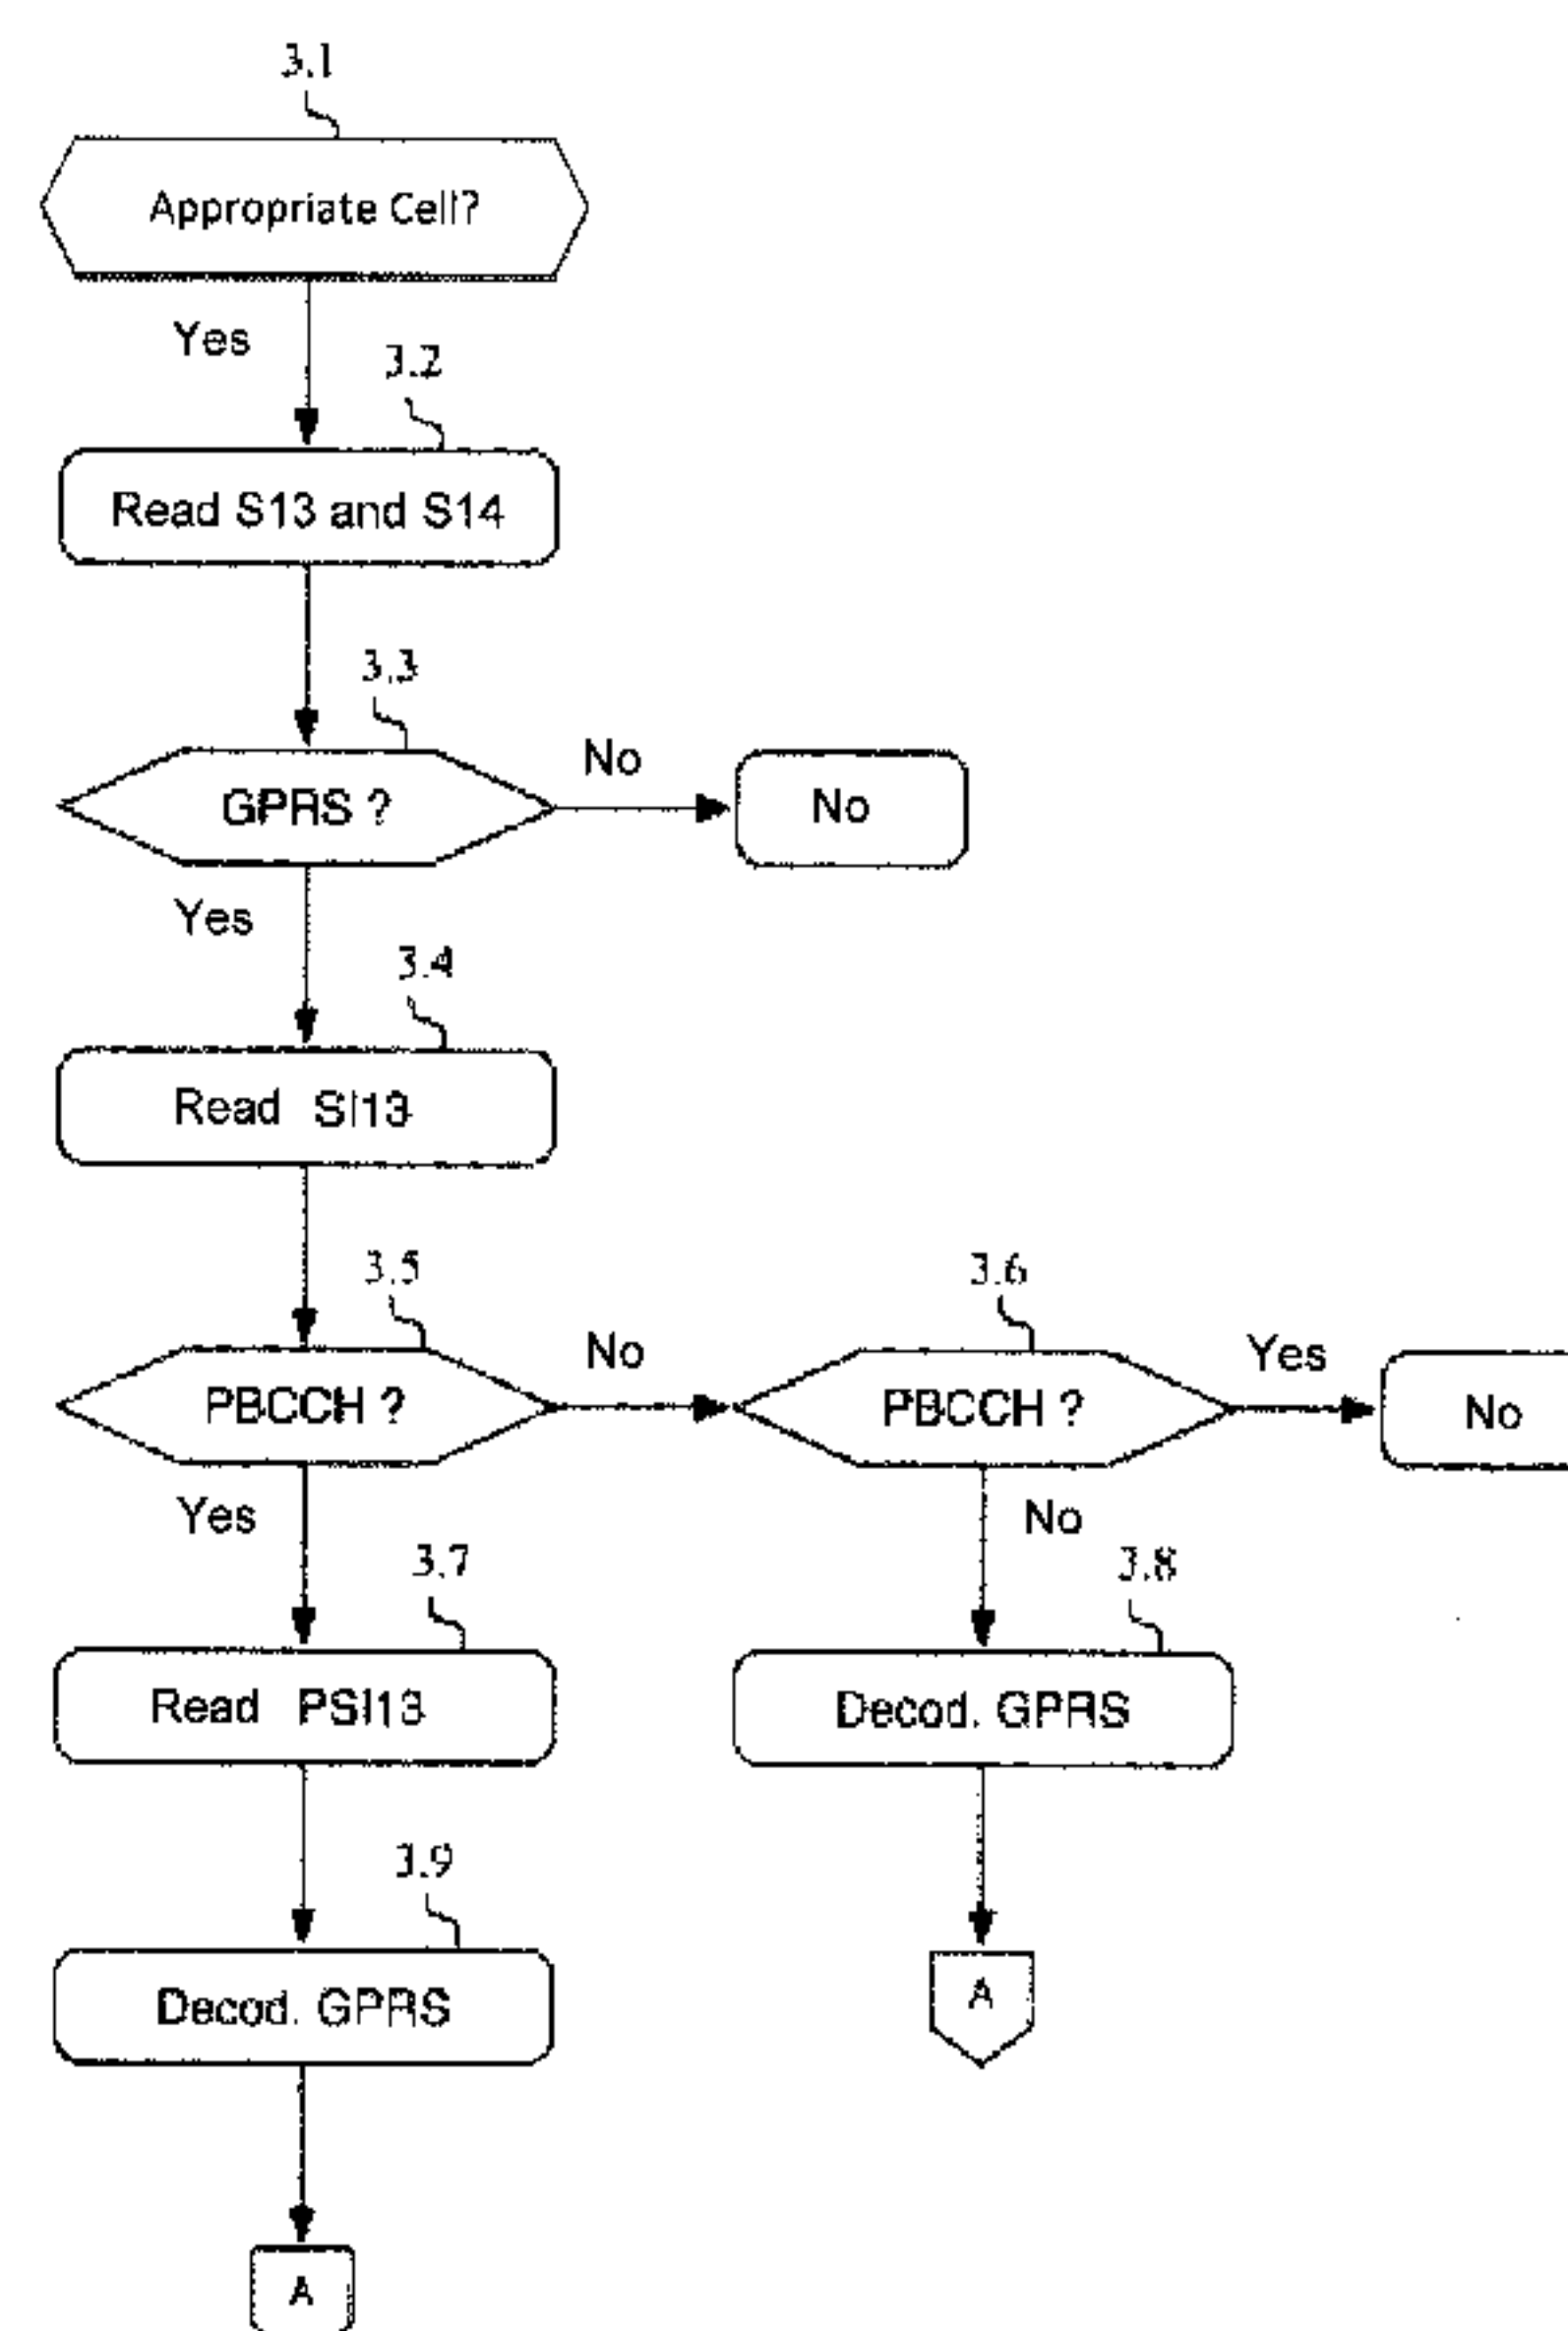 3.1
Appropriate Cell?
Yes
3.2
Read S13 and S14
3.3
GPRS ?
No
No
Yes
3.4
Read SI13
3.5
PBCCH ?
No
3.6
PBCCH ?
Yes
No
Yes
No
3.7
Read PSI13
3.8
Decod. GPRS
3.9
Decod. GPRS
A
A